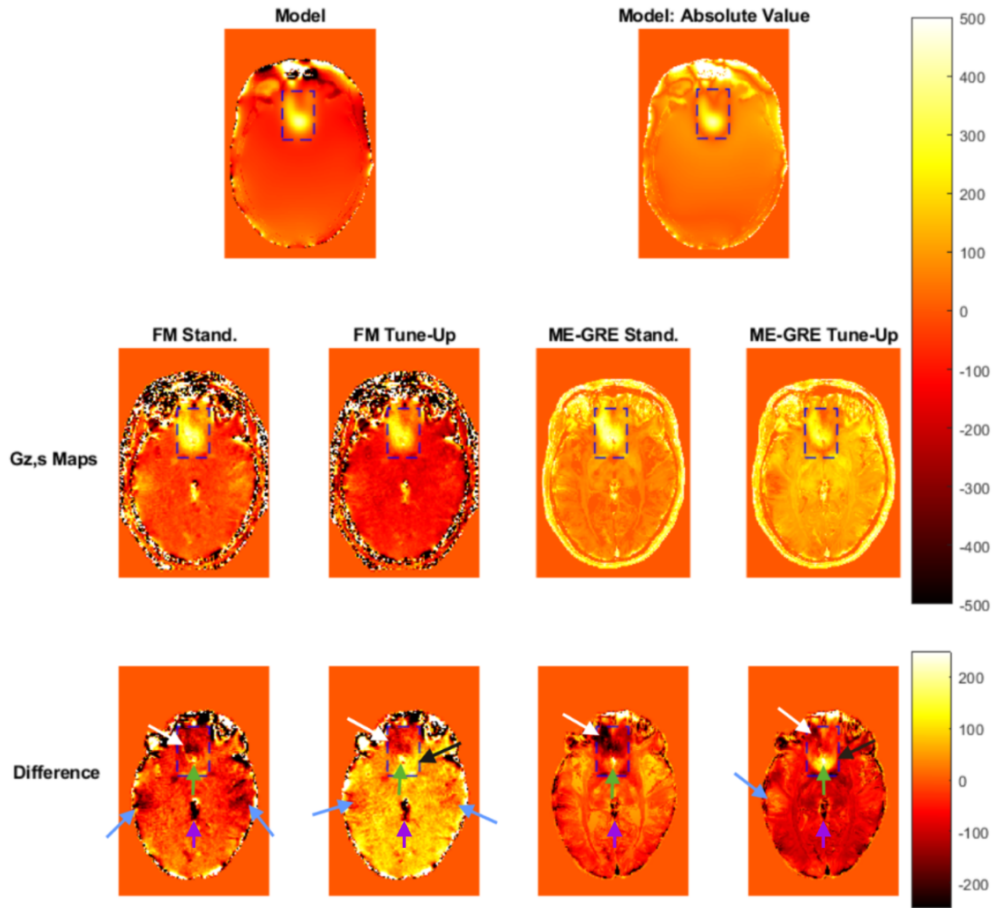 Model
Model: Absolute Value
500
400
300
200
100
0
-100
-200
-300
-400
-500
FM Stand.
FM Tune-Up
ME-GRE Stand.
ME-GRE Tune-Up
Gz,s Maps
Difference
200
100
0
-100
-200